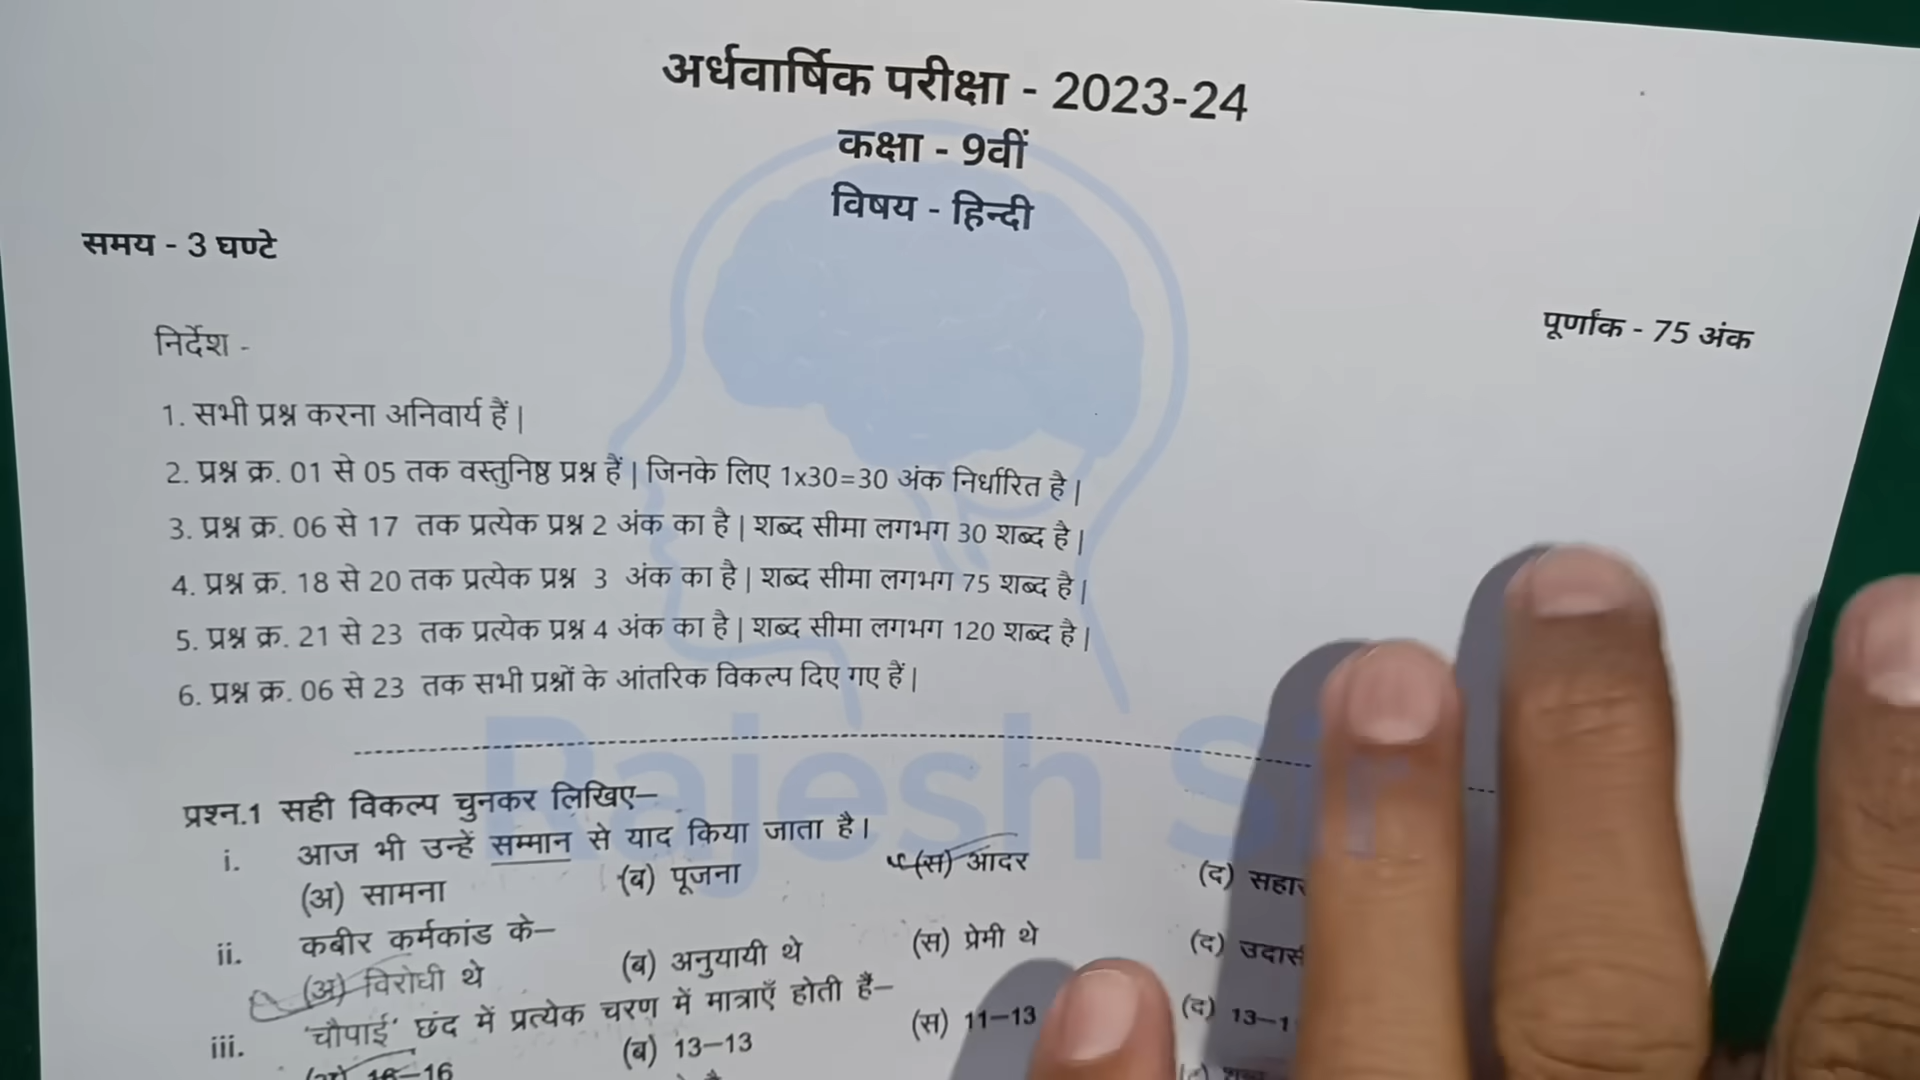 अर्धवार्षिक परीक्षा - 2023-24
कक्षा - 9वीं
विषय - हिन्दी
समय - 3 घण्टे
पूर्णांक - 75 अंक
निर्देश -
1. सभी प्रश्न करना अनिवार्य हैं |
2. प्रश्न क्र. 01 से 05 तक वस्तुनिष्ठ प्रश्न हैं | जिनके लिए 1x30=30 अंक निर्धारित है |
3. प्रश्न क्र. 06 से 17 तक प्रत्येक प्रश्न 2 अंक का है | शब्द सीमा लगभग 30 शब्द है |
4. प्रश्न क्र. 18 से 20 तक प्रत्येक प्रश्न 3 अंक का है | शब्द सीमा लगभग 75 शब्द है |
5. प्रश्न क्र. 21 से 23 तक प्रत्येक प्रश्न 4 अंक का है | शब्द सीमा लगभग 120 शब्द है |
6. प्रश्न क्र. 06 से 23 तक सभी प्रश्नों के आंतरिक विकल्प दिए गए हैं |
Rajesh Sir
प्रश्न.1 सही विकल्प चुनकर लिखिए–
i. आज भी उन्हें सम्मान से याद किया जाता है।
(अ) सामना (ब) पूजना (स) आदर (द)
ii. कबीर कर्मकांड के–
(अ) विरोधी थे (ब) अनुयायी थे (स) प्रेमी थे (द)
iii. 'चौपाई' छंद में प्रत्येक चरण में मात्राएँ होती हैं–
(अ) 16–16 (ब) 13–13 (स) 11–13 (द)